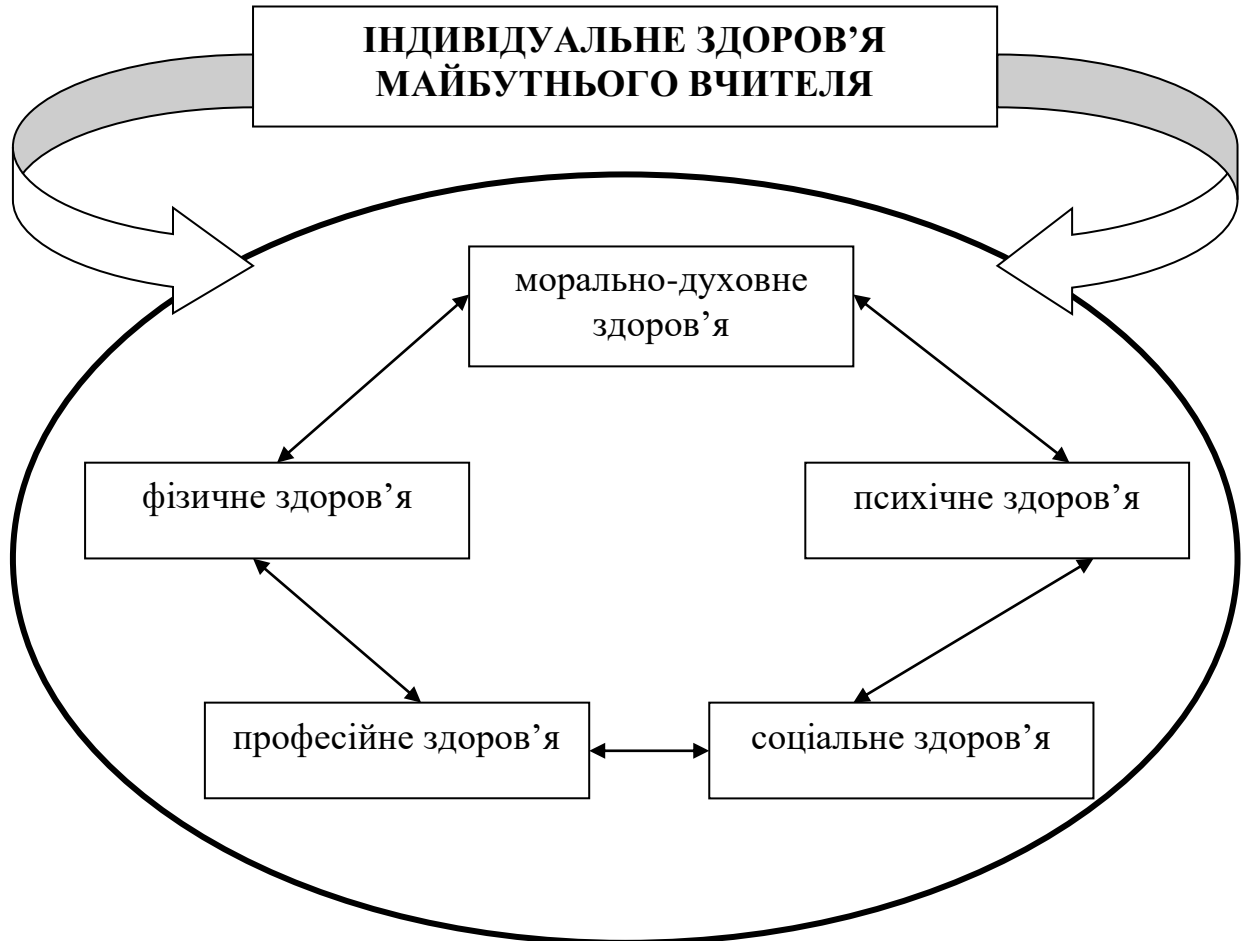 ІНДИВІДУАЛЬНЕ ЗДОРОВ’Я
МАЙБУТНЬОГО ВЧИТЕЛЯ
морально-духовне
здоров’я
фізичне здоров’я
психічне здоров’я
професійне здоров’я
соціальне здоров’я